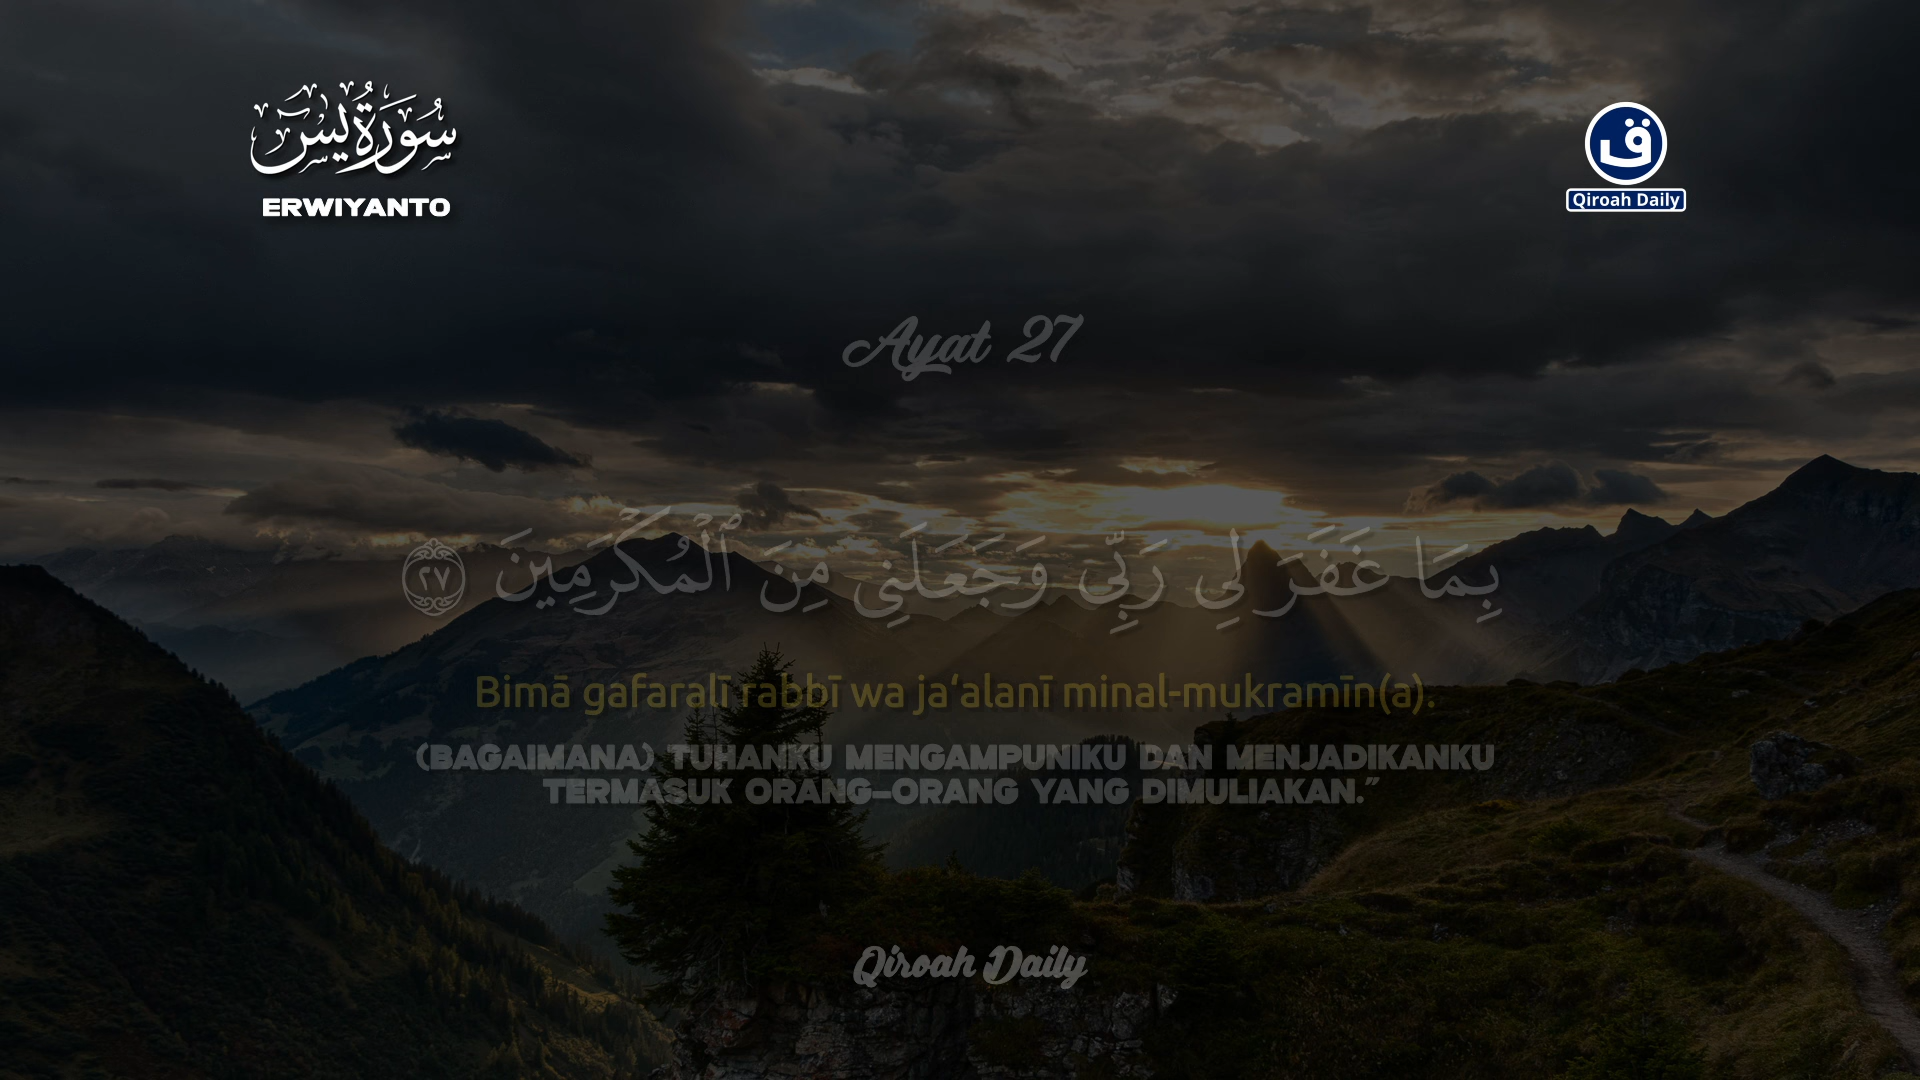 سُورَةُ يسٓ
ERWIYANTO
ق
Qiroah Daily
Ayat 27
بِمَا غَفَرَ لِي رَبِّي وَجَعَلَنِي مِنَ ٱلْمُكْرَمِينَ ٢٧
Bimā gafaralī rabbī wa ja‘alanī minal-mukramīn(a).
(BAGAIMANA) TUHANKU MENGAMPUNIKU DAN MENJADIKANKU
TERMASUK ORANG-ORANG YANG DIMULIAKAN.”
Qiroah Daily